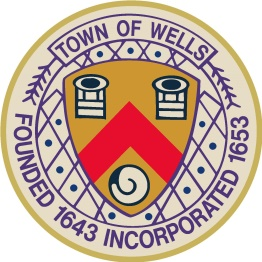 TOWN OF WELLS
FOUNDED 1643 INCORPORATED 1653